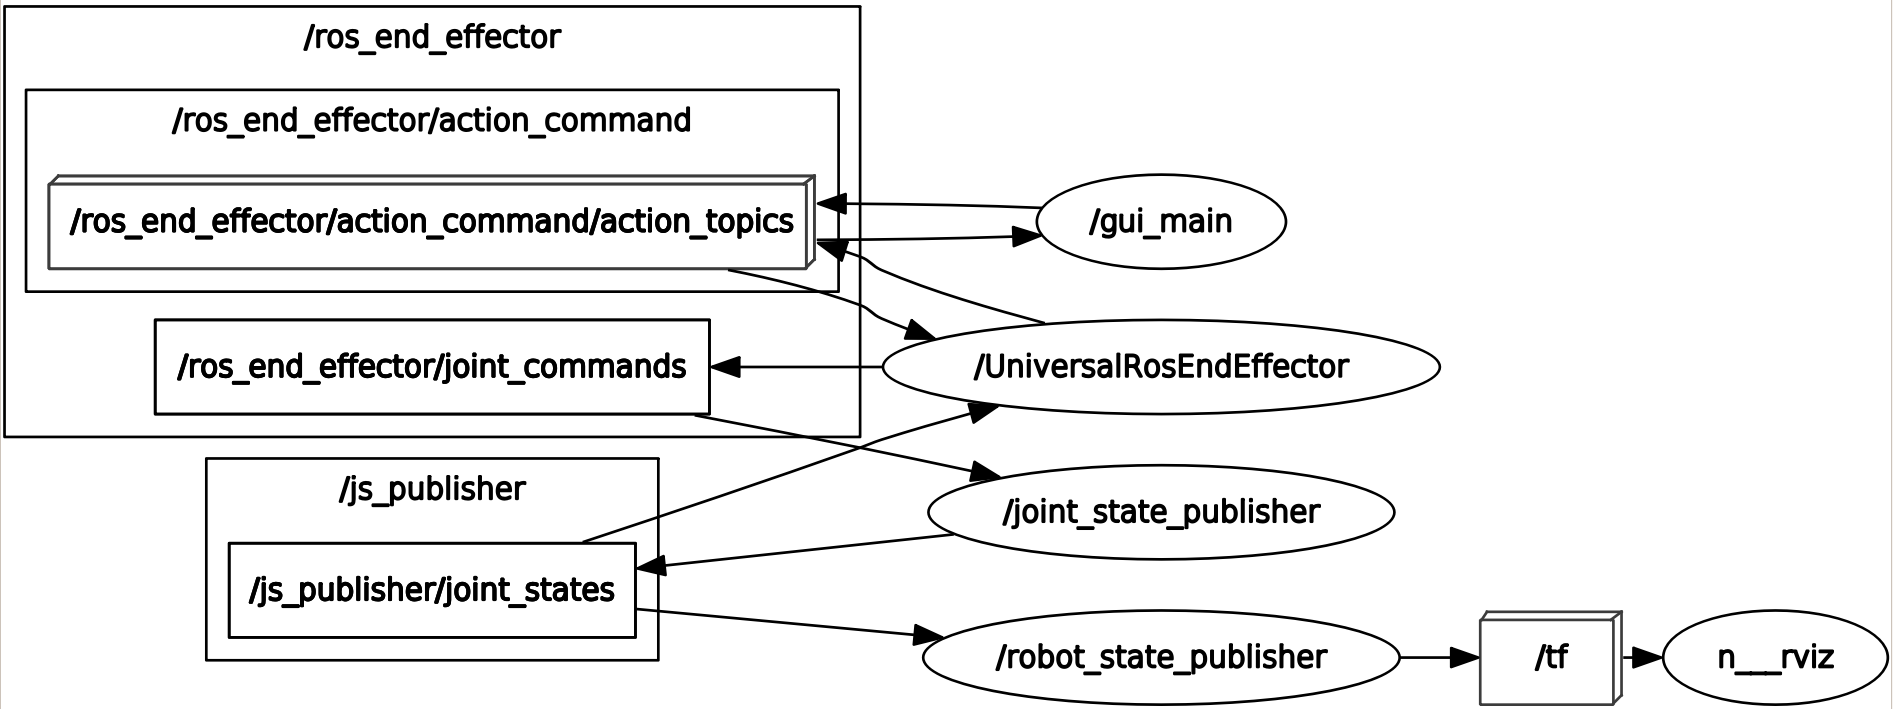 /ros_end_effector
/ros_end_effector/action_command
/ros_end_effector/action_command/action_topics
/gui_main
/ros_end_effector/joint_commands
/UniversalRosEndEffector
/js_publisher
/joint_state_publisher
/js_publisher/joint_states
/robot_state_publisher
/tf
n___rviz